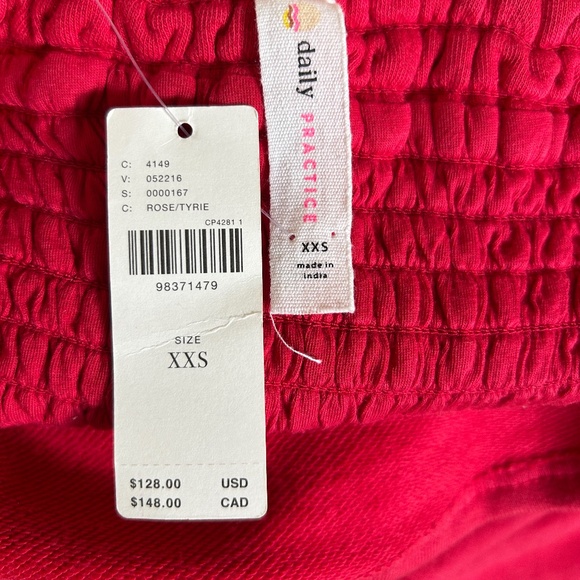 daily PRACTICE
XXS
made in
india
C: 4149
V: 052216
S: 0000167
C: ROSE/TYRIE
CP4281 1
98371479
SIZE
XXS
$128.00 USD
$148.00 CAD